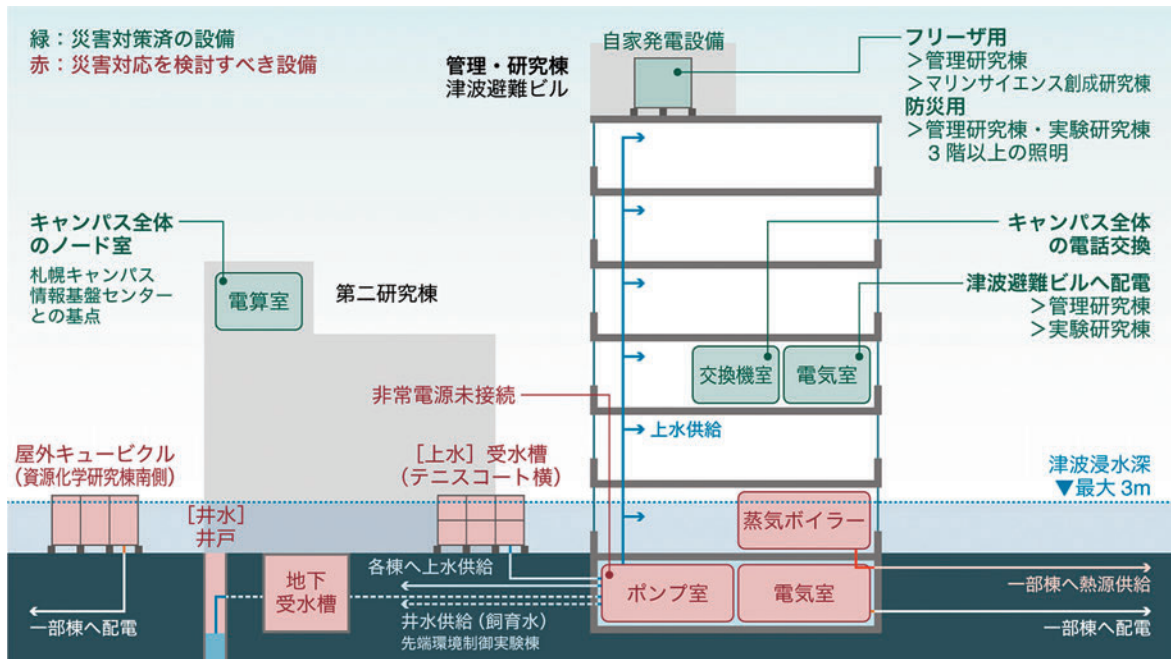 緑：災害対策済の設備
赤：災害対応を検討すべき設備
管理・研究棟
津波避難ビル
自家発電設備
フリーザ用
＞管理研究棟
＞マリンサイエンス創成研究棟
防災用
＞管理研究棟・実験研究棟
３階以上の照明
キャンパス全体
のノード室
札幌キャンパス
情報基盤センター
との基点
電算室
第二研究棟
キャンパス全体
の電話交換
津波避難ビルへ配電
＞管理研究棟
＞実験研究棟
交換機室
電気室
非常電源未接続
上水供給
屋外キュービクル
（資源化学研究棟南側）
［上水］受水槽
（テニスコート横）
津波浸水深
▼最大 3m
［井水］
井戸
蒸気ボイラー
地下
受水槽
各棟へ上水供給
ポンプ室
電気室
一部棟へ熱源供給
一部棟へ配電
井水供給（飼育水）
先端環境制御実験棟
一部棟へ配電